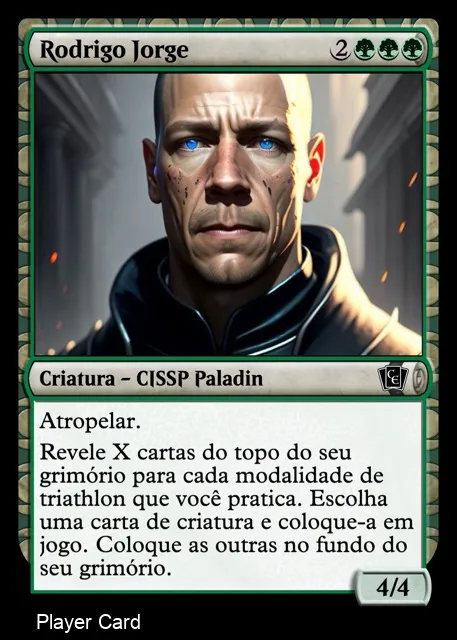 Rodrigo Jorge 2
Criatura – CISSP Paladin
CE
Atropelar.
Revele X cartas do topo do seu
grimório para cada modalidade de
triathlon que você pratica. Escolha
uma carta de criatura e coloque-a em
jogo. Coloque as outras no fundo do
seu grimório.
4/4
Player Card